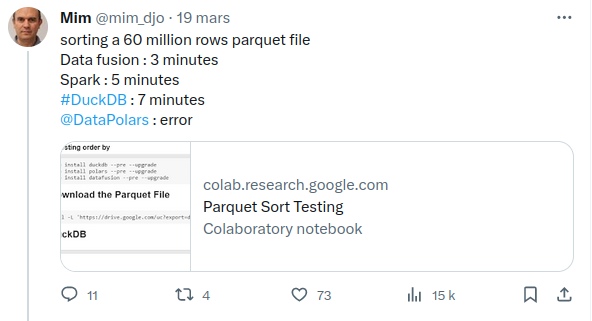 Mim @mim_djo · 19 mars
sorting a 60 million rows parquet file
Data fusion : 3 minutes
Spark : 5 minutes
#DuckDB : 7 minutes
@DataPolars : error
sting order by
install duckdb --pre --upgrade
install polars --pre --upgrade
install datafusion --pre --upgrade
wnload the Parquet File
l -L 'https://drive.google.com/uc?export=d
ckDB
colab.research.google.com
Parquet Sort Testing
Colaboratory notebook
11 4 73 15 k